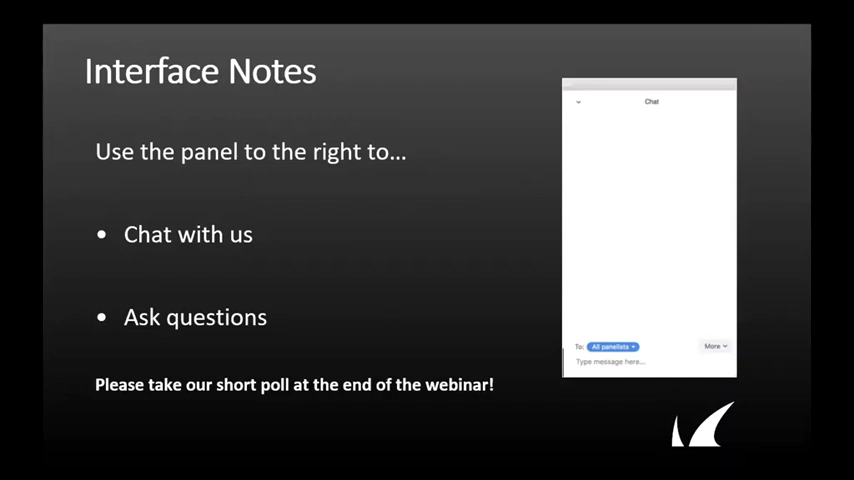 Interface Notes
Use the panel to the right to...
• Chat with us
• Ask questions
Please take our short poll at the end of the webinar!
Chat
To: All panelists
More
Type message here...